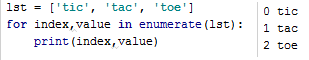 lst = ['tic', 'tac', 'toe']
for index,value in enumerate(lst):
    print(index,value)
0 tic
1 tac
2 toe